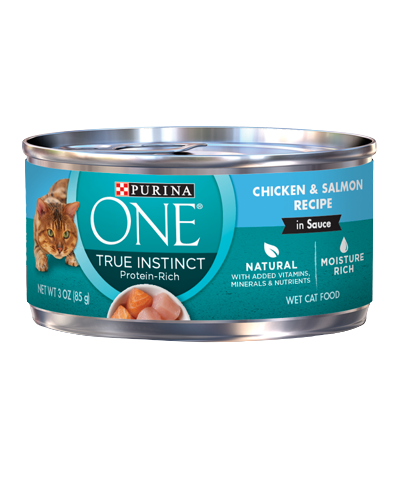 PURINA
ONE®
TRUE INSTINCT
Protein-Rich
NET WT 3 OZ (85 g)
CHICKEN & SALMON
RECIPE
in Sauce
NATURAL
WITH ADDED VITAMINS,
MINERALS & NUTRIENTS
MOISTURE
RICH
WET CAT FOOD